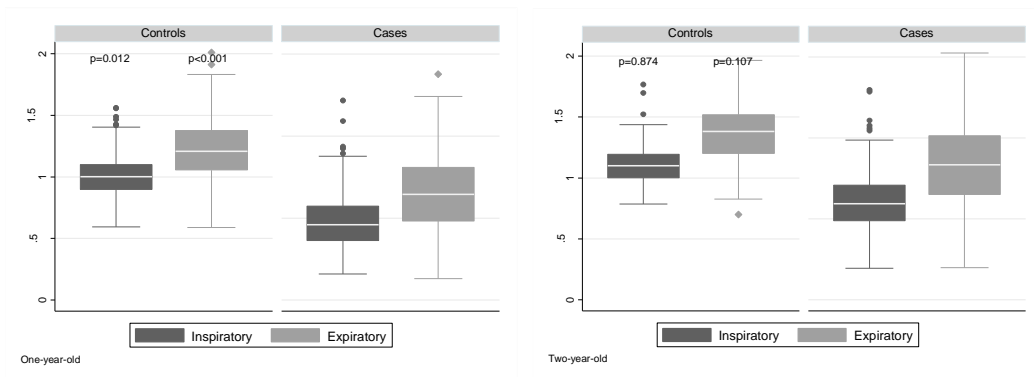 Controls
Cases
p=0.012
p<0.001
2
1.5
1
.5
0
Inspiratory
Expiratory
One-year-old
Controls
Cases
p=0.874
p=0.107
2
1.5
1
.5
0
Inspiratory
Expiratory
Two-year-old